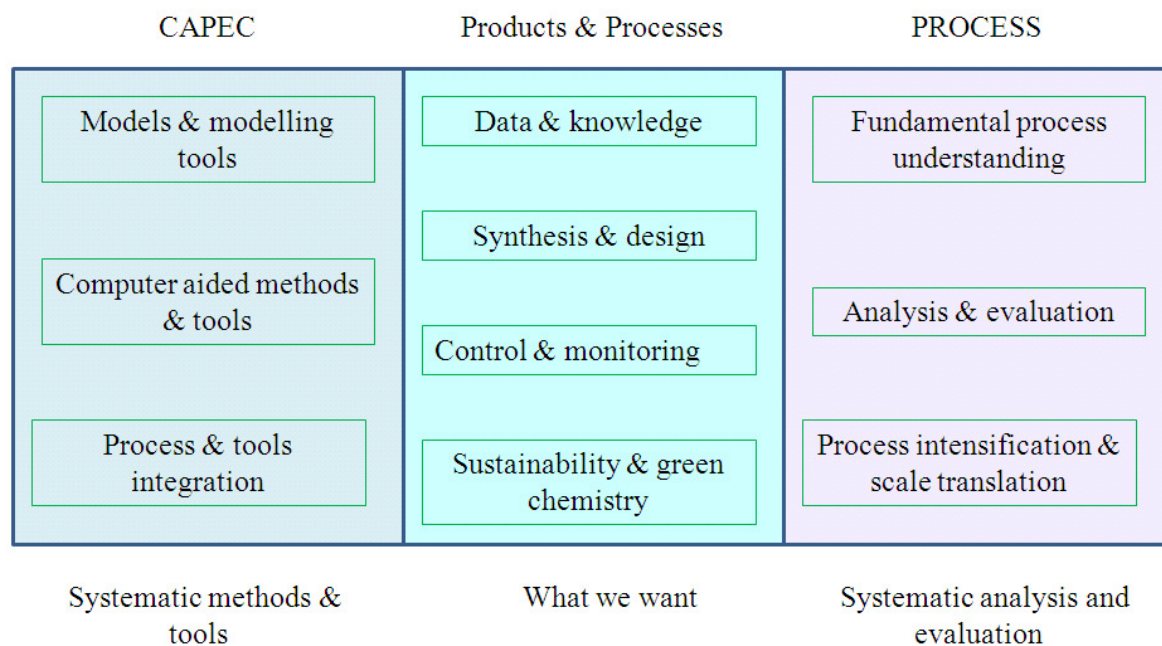 CAPEC
Products & Processes
PROCESS
Models & modelling
tools
Computer aided methods
& tools
Process & tools
integration
Data & knowledge
Synthesis & design
Control & monitoring
Sustainability & green
chemistry
Fundamental process
understanding
Analysis & evaluation
Process intensification &
scale translation
Systematic methods &
tools
What we want
Systematic analysis and
evaluation